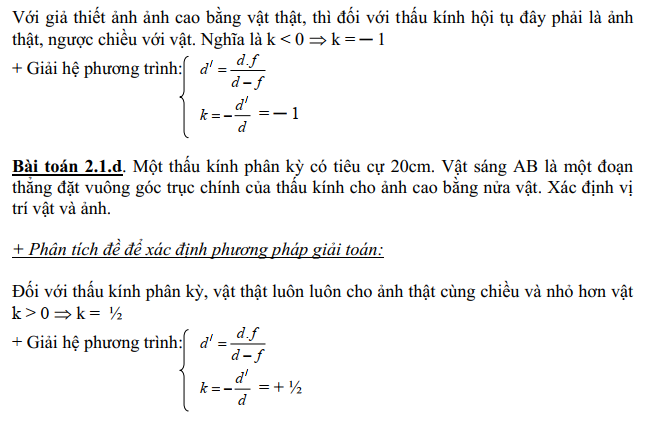 Với giả thiết ảnh ảnh cao bằng vật thật, thì đối với thấu kính hội tụ đây phải là ảnh
thật, ngược chiều với vật. Nghĩa là k < 0 ⇒ k = − 1
+ Giải hệ phương trình: { d' = d.f / (d − f)
k = − d'/d = − 1
Bài toán 2.1.d. Một thấu kính phân kỳ có tiêu cự 20cm. Vật sáng AB là một đoạn
thẳng đặt vuông góc trục chính của thấu kính cho ảnh cao bằng nửa vật. Xác định vị
trí vật và ảnh.
+ Phân tích đề để xác định phương pháp giải toán:
Đối với thấu kính phân kỳ, vật thật luôn luôn cho ảnh thật cùng chiều và nhỏ hơn vật
k > 0 ⇒ k = ½
+ Giải hệ phương trình: { d' = d.f / (d − f)
k = − d'/d = + ½